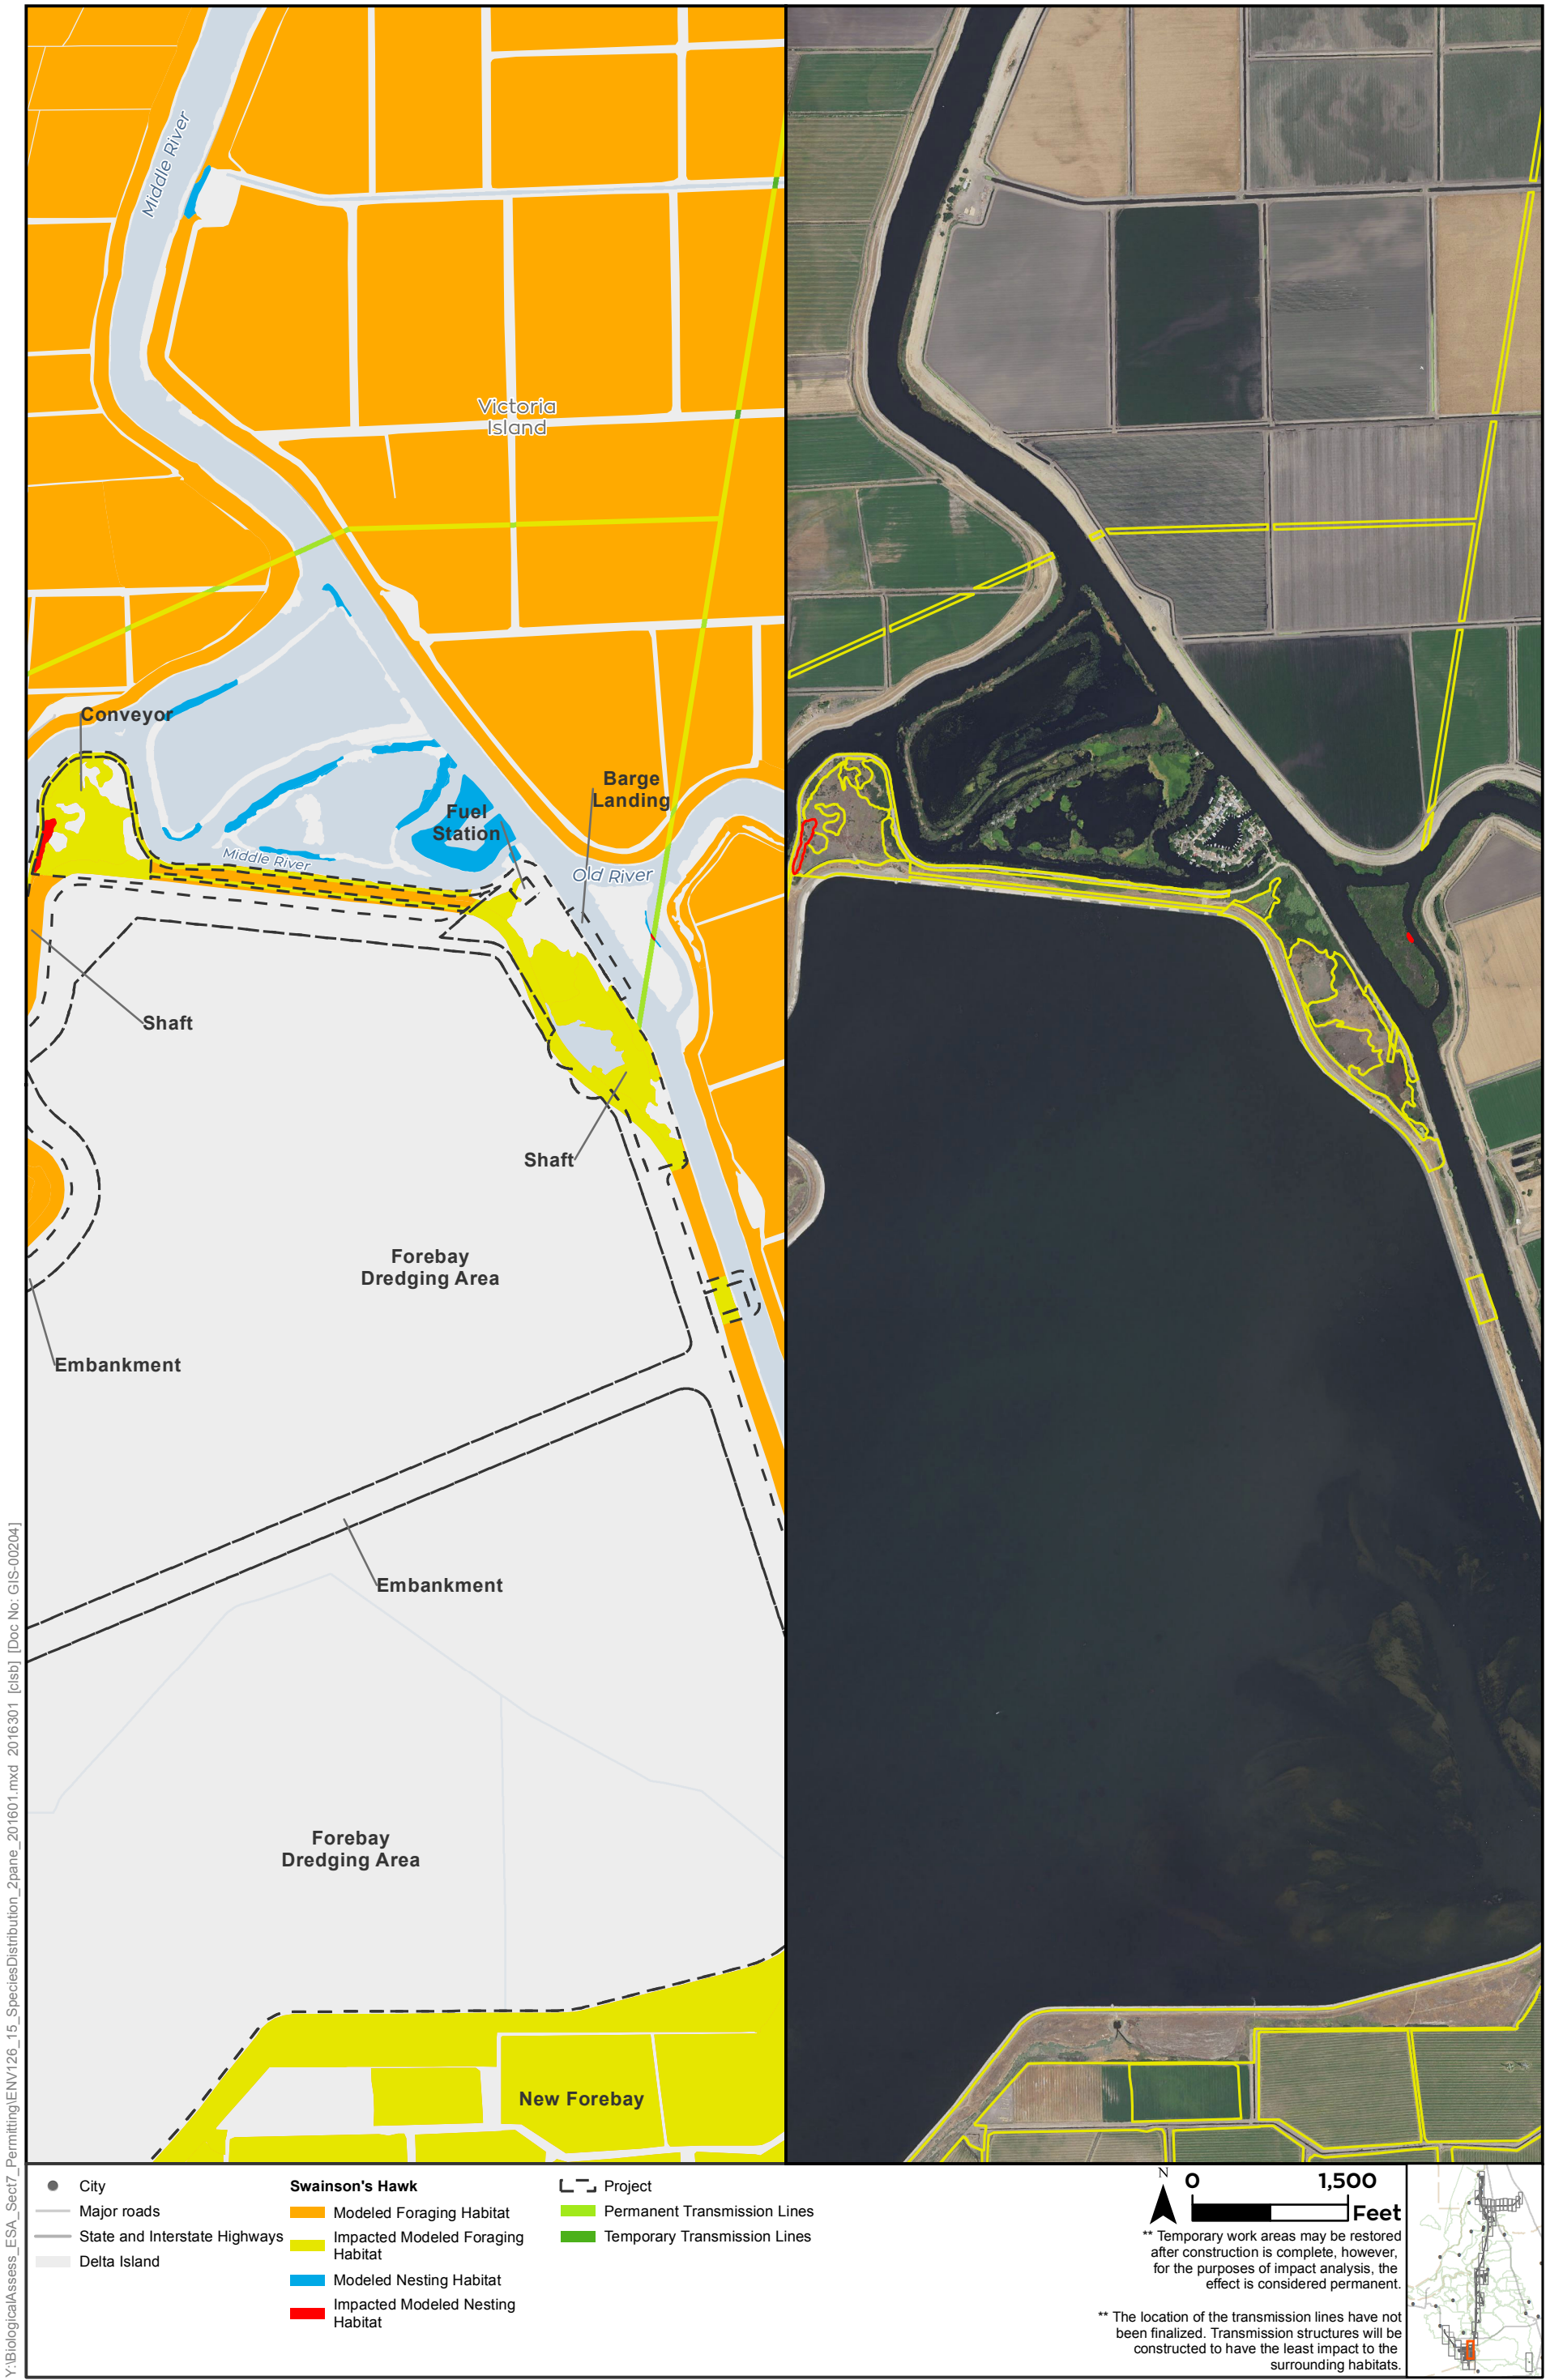 Middle River
Victoria
Island
Conveyor
Barge
Landing
Fuel
Station
Middle River
Old River
Shaft
Shaft
Forebay
Dredging Area
Embankment
Embankment
Forebay
Dredging Area
New Forebay
Y:\BiologicalAssess_ESA_Sect7_Permitting\ENV126_15_SpeciesDistribution_2pane_201601.mxd 2016301 [clsb] [Doc No: GIS-00204]
City
Major roads
State and Interstate Highways
Delta Island
Swainson's Hawk
Modeled Foraging Habitat
Impacted Modeled Foraging
Habitat
Modeled Nesting Habitat
Impacted Modeled Nesting
Habitat
Project
Permanent Transmission Lines
Temporary Transmission Lines
N
0 1,500
Feet
** Temporary work areas may be restored
after construction is complete, however,
for the purposes of impact analysis, the
effect is considered permanent.
** The location of the transmission lines have not
been finalized. Transmission structures will be
constructed to have the least impact to the
surrounding habitats.